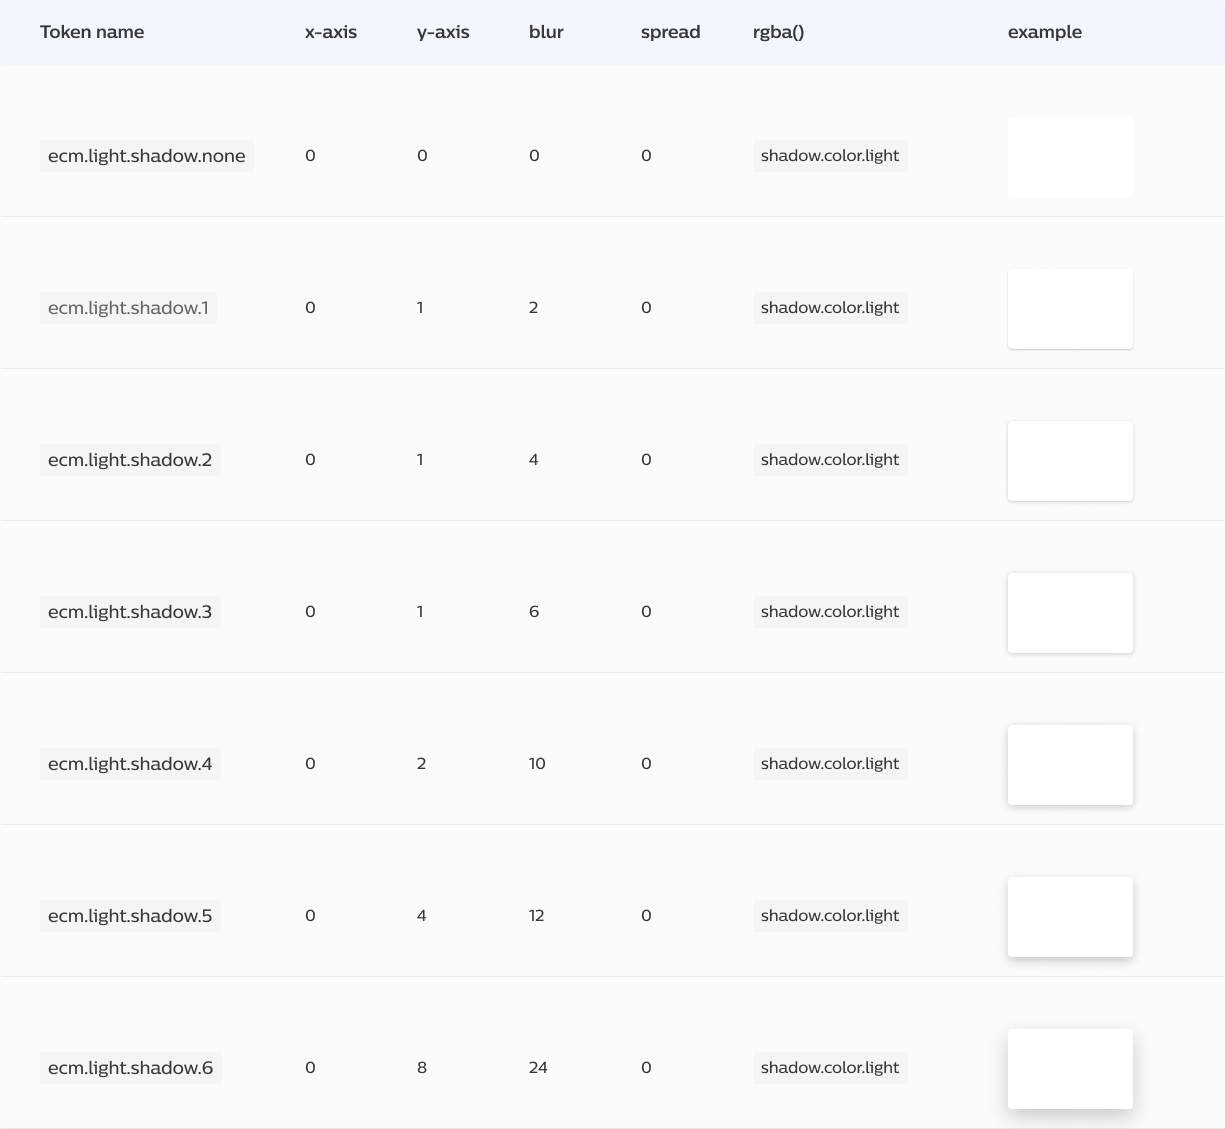 Token name x-axis y-axis blur spread rgba() example
ecm.light.shadow.none 0 0 0 0 shadow.color.light
ecm.light.shadow.1 0 1 2 0 shadow.color.light
ecm.light.shadow.2 0 1 4 0 shadow.color.light
ecm.light.shadow.3 0 1 6 0 shadow.color.light
ecm.light.shadow.4 0 2 10 0 shadow.color.light
ecm.light.shadow.5 0 4 12 0 shadow.color.light
ecm.light.shadow.6 0 8 24 0 shadow.color.light